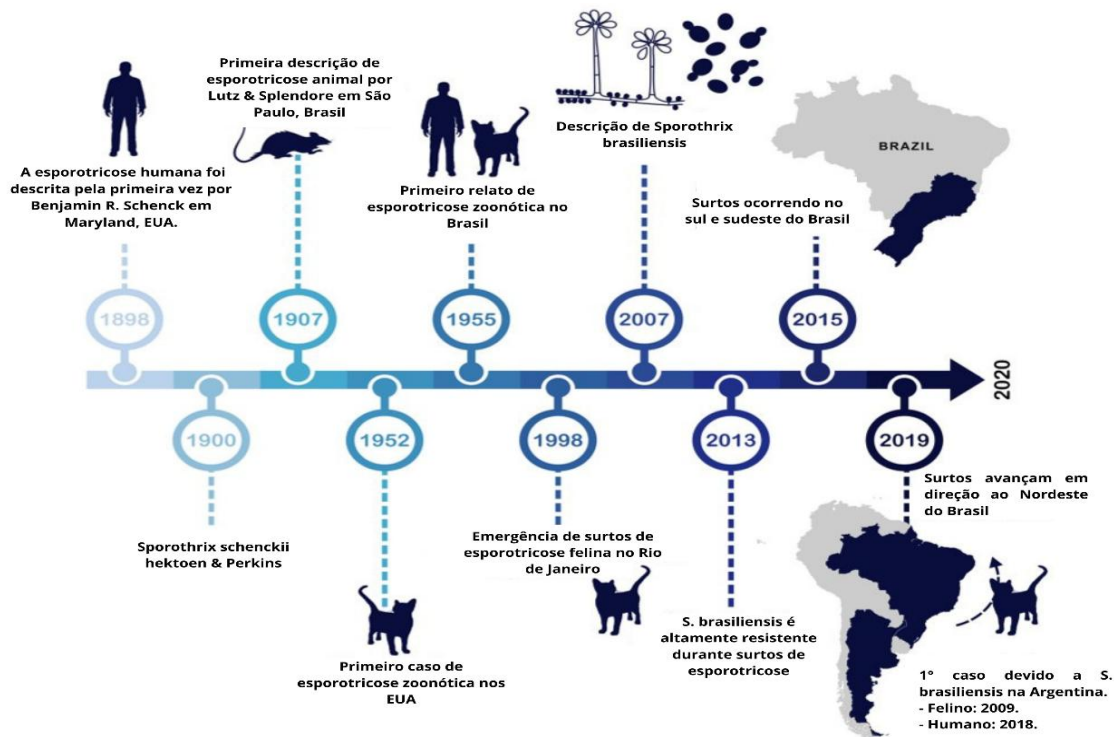 A esporotricose humana foi
descrita pela primeira vez por
Benjamin R. Schenck em
Maryland, EUA.
Primeira descrição de
esporotricose animal por
Lutz & Splendore em São
Paulo, Brasil
Primeiro relato de
esporotricose zoonótica no
Brasil
Descrição de Sporothrix
brasiliensis
Surtos ocorrendo no
sul e sudeste do Brasil
BRAZIL
1898
1907
1955
2007
2015
2020
1900
1952
1998
2013
2019
Sporothrix schenckii
hektoen & Perkins
Primeiro caso de
esporotricose zoonótica nos
EUA
Emergência de surtos de
esporotricose felina no Rio
de Janeiro
S. brasiliensis é
altamente resistente
durante surtos de
esporotricose
Surtos avançam em
direção ao Nordeste
do Brasil
1° caso devido a S.
brasiliensis na Argentina.
- Felino: 2009.
- Humano: 2018.